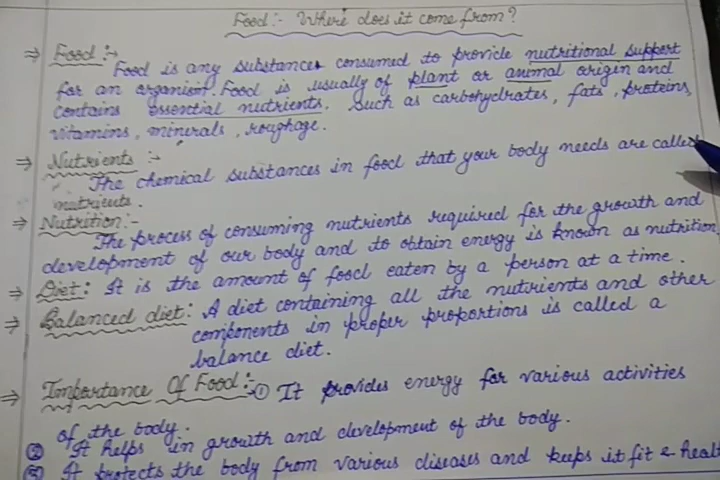 Food:- Where does it come from?
⇒ Food:-
Food is any substances consumed to provide nutritional support
for an organism. Food is usually of plant or animal origin and
contains essential nutrients. Such as carbohydrates, fats, proteins,
vitamins, minerals, roughage.
⇒ Nutrients :-
The chemical substances in food that your body needs are called
nutrients.
⇒ Nutrition:-
The process of consuming nutrients required for the growth and
development of our body and to obtain energy is known as nutrition.
⇒ Diet: It is the amount of food eaten by a person at a time.
⇒ Balanced diet: A diet containing all the nutrients and other
components in proper proportions is called a
balance diet.
⇒ Importance Of Food:- ① It provides energy for various activities
of the body.
② It helps in growth and development of the body.
③ It protects the body from various diseases and keeps it fit & healt